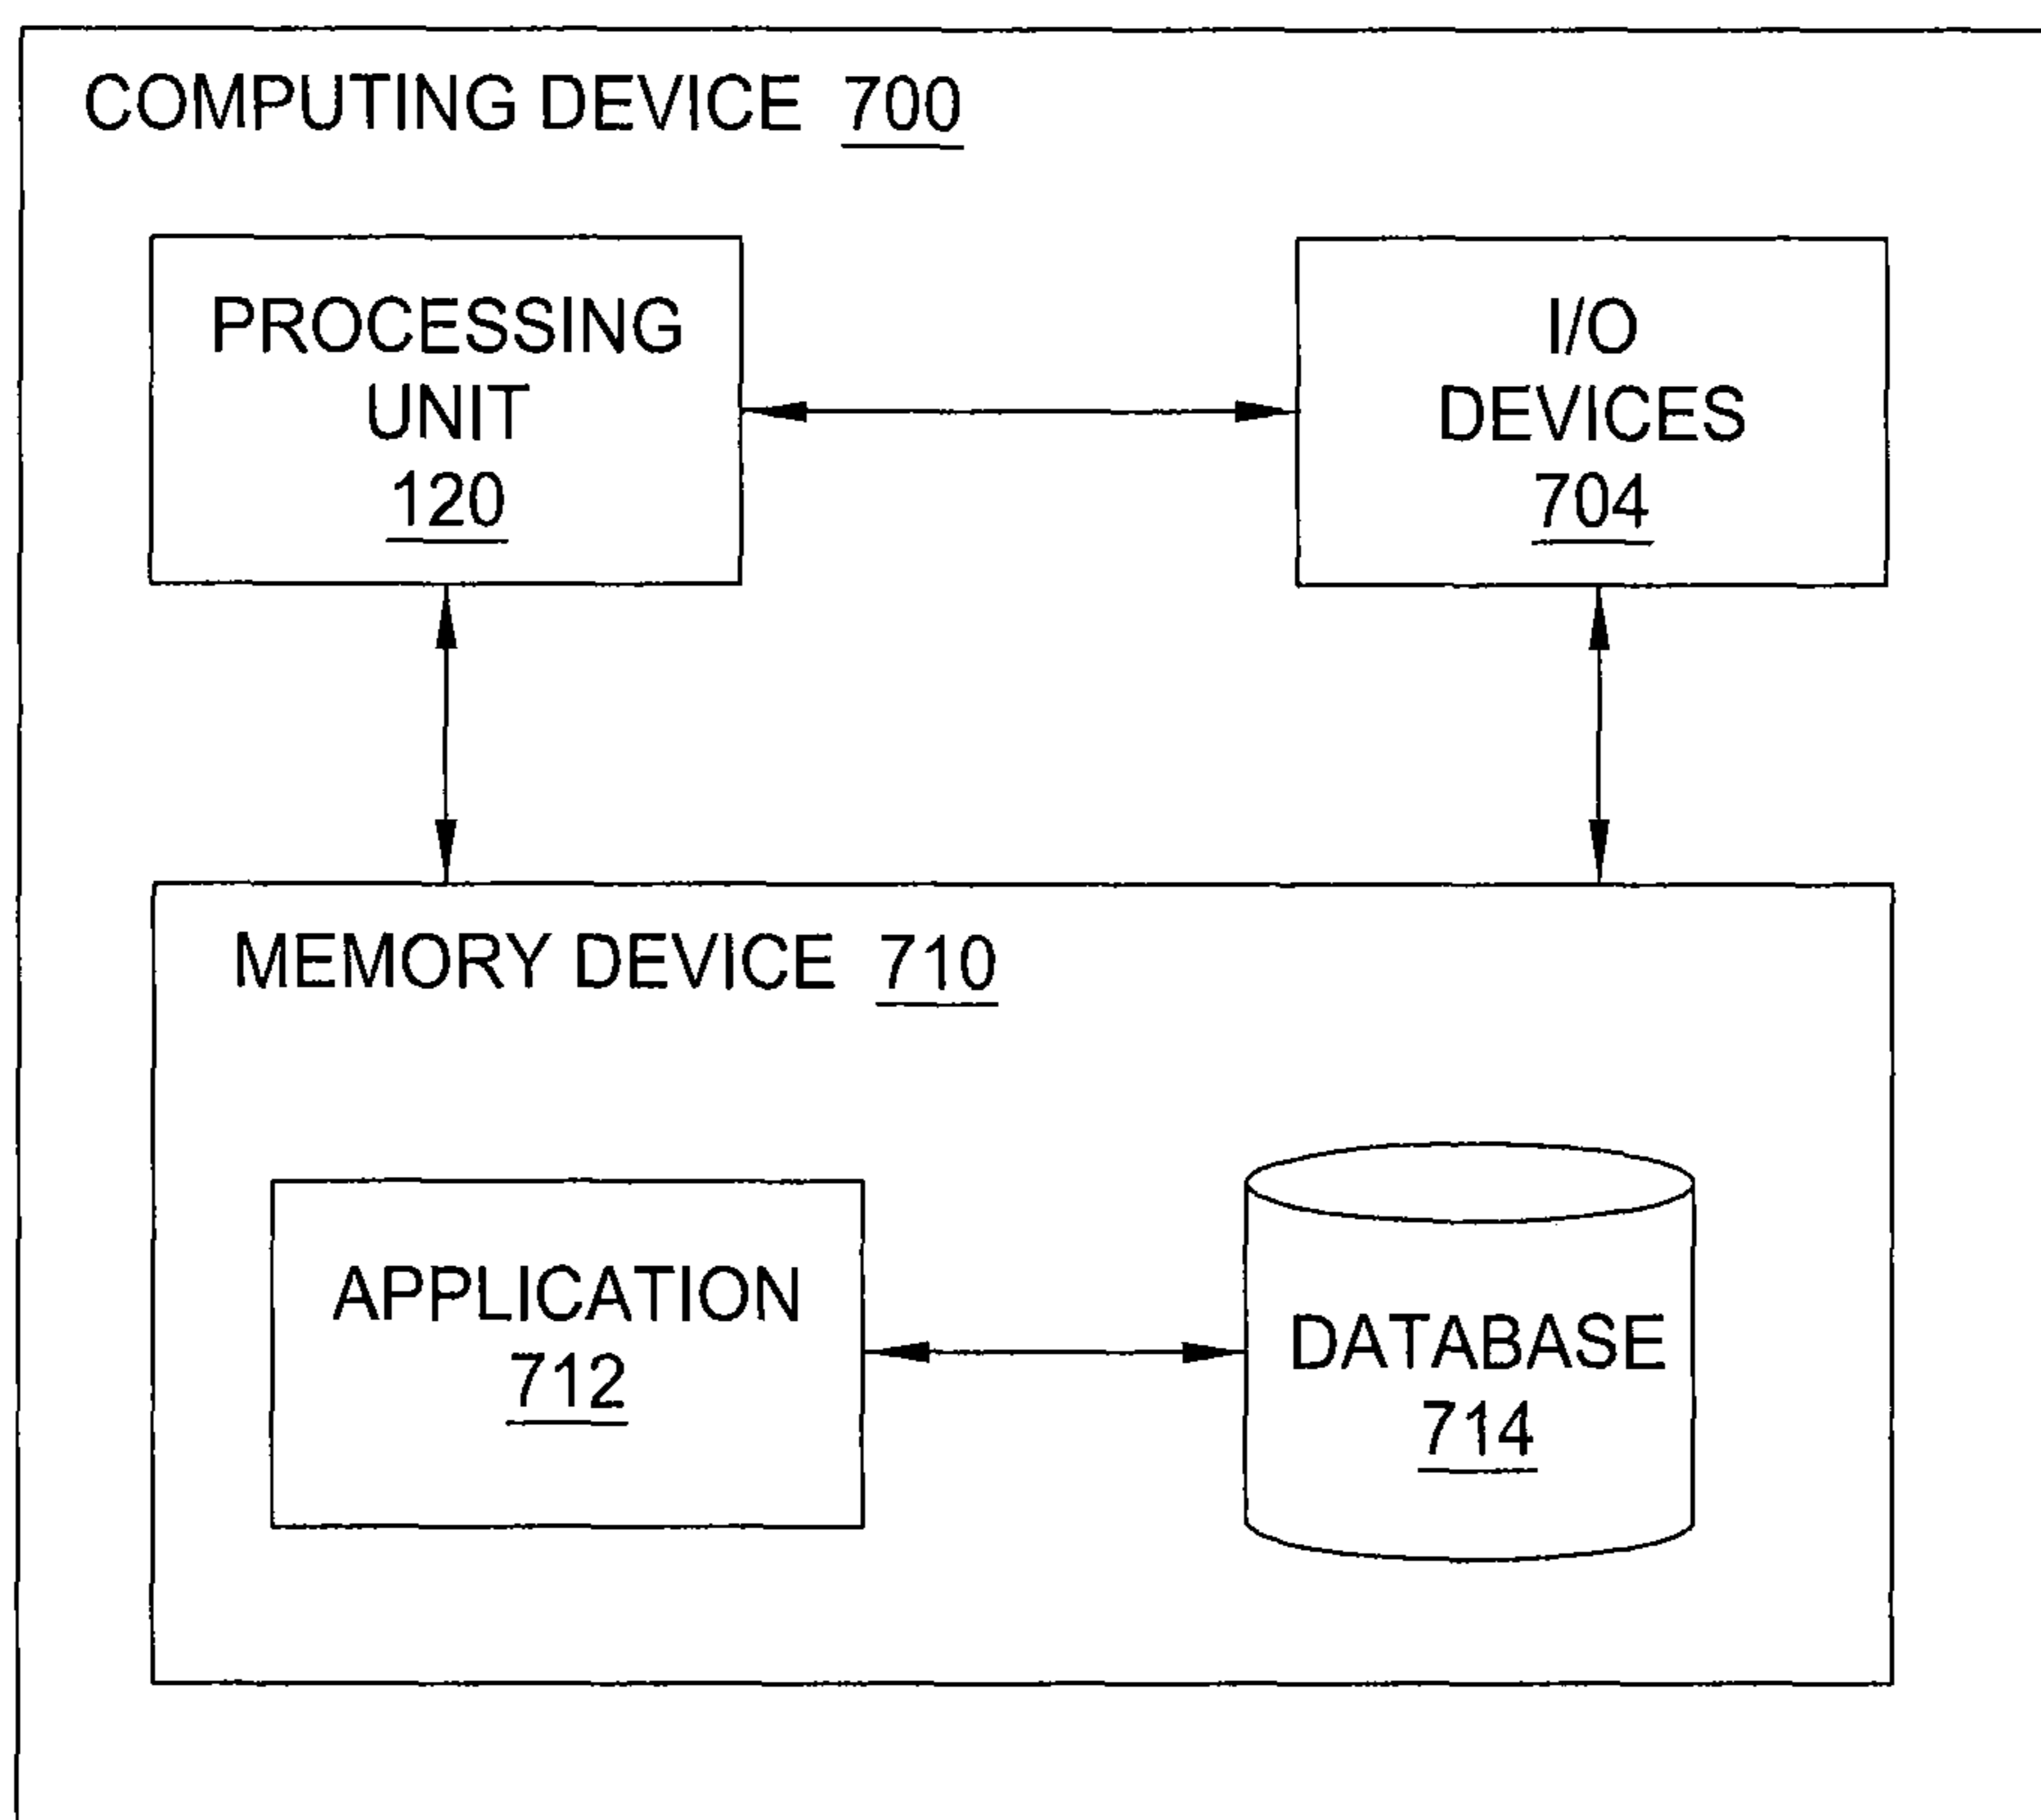 COMPUTING DEVICE 700
PROCESSING
UNIT
120
I/O
DEVICES
704
MEMORY DEVICE 710
APPLICATION
712
DATABASE
714